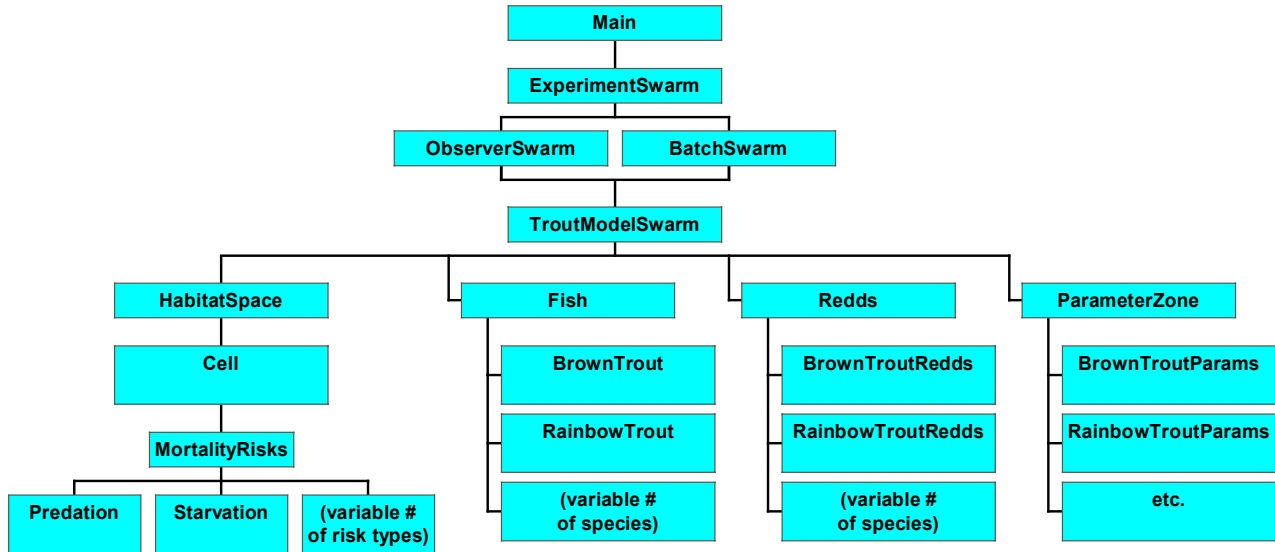 Main
ExperimentSwarm
ObserverSwarm
BatchSwarm
TroutModelSwarm
HabitatSpace
Fish
Redds
ParameterZone
Cell
BrownTrout
BrownTroutRedds
BrownTroutParams
RainbowTrout
RainbowTroutRedds
RainbowTroutParams
MortalityRisks
Predation
Starvation
(variable #
of risk types)
(variable #
of species)
(variable #
of species)
etc.